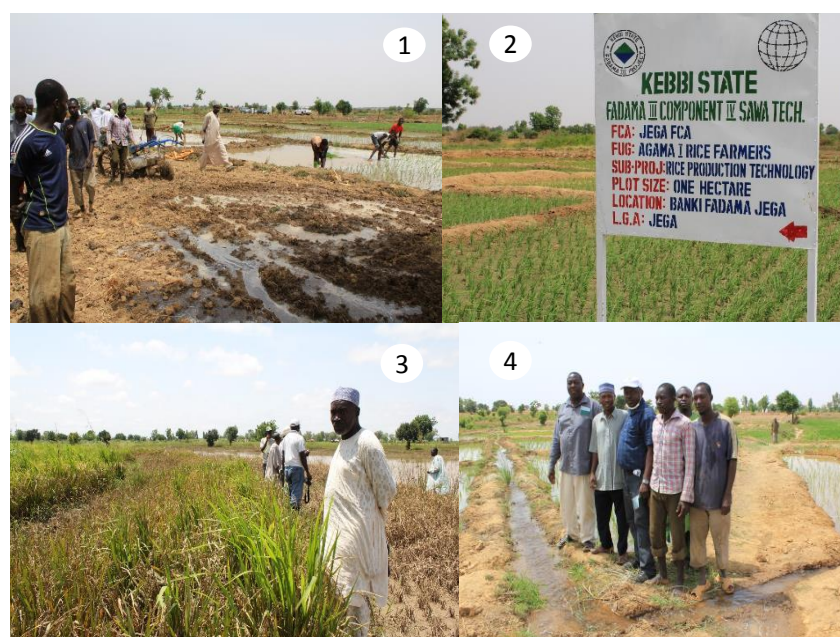 1
2
KEBBI STATE
FADAMA III COMPONENT IV SAWA TECH.
FCA: JEGA FCA
FUG: AGAMA I RICE FARMERS
SUB-PROJ: RICE PRODUCTION TECHNOLOGY
PLOT SIZE: ONE HECTARE
LOCATION: BANKI FADAMA JEGA
L.G.A: JEGA
3
4